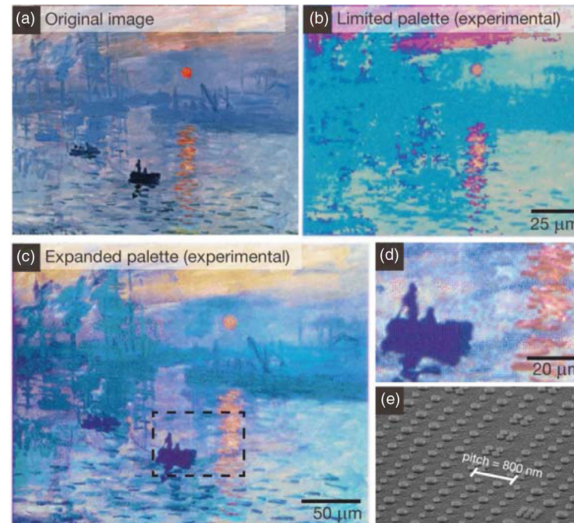 (a) Original image
(b) Limited palette (experimental)
25 μm
(c) Expanded palette (experimental)
50 μm
(d)
20 μm
(e)
pitch = 800 nm